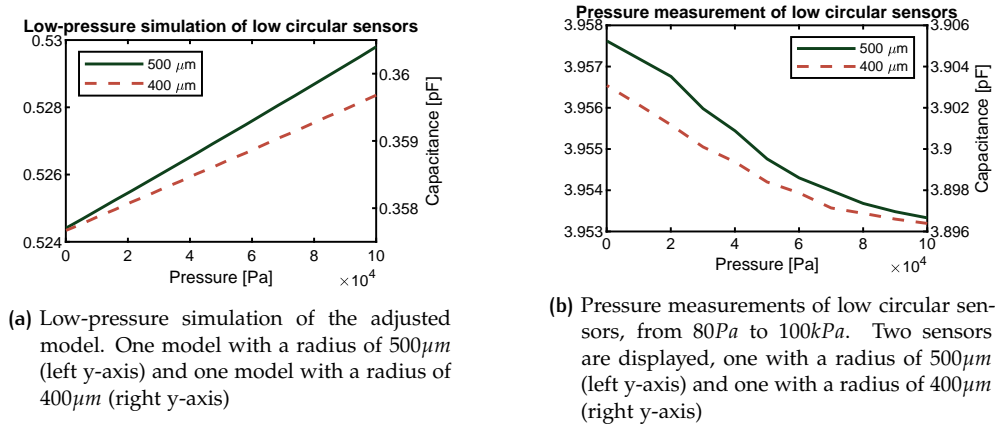 Low-pressure simulation of low circular sensors
0.53
0.528
0.526
0.524
500 μm
400 μm
0.36
0.359
0.358
Capacitance [pF]
0 2 4 6 8 10
Pressure [Pa]
×10⁴
(a) Low-pressure simulation of the adjusted
model. One model with a radius of 500μm
(left y-axis) and one model with a radius of
400μm (right y-axis)
Pressure measurement of low circular sensors
3.958
3.957
3.956
3.955
3.954
3.953
500 μm
400 μm
3.906
3.904
3.902
3.9
3.898
3.896
Capacitance [pF]
0 2 4 6 8 10
Pressure [Pa]
×10⁴
(b) Pressure measurements of low circular sen-
sors, from 80Pa to 100kPa. Two sensors
are displayed, one with a radius of 500μm
(left y-axis) and one with a radius of 400μm
(right y-axis)